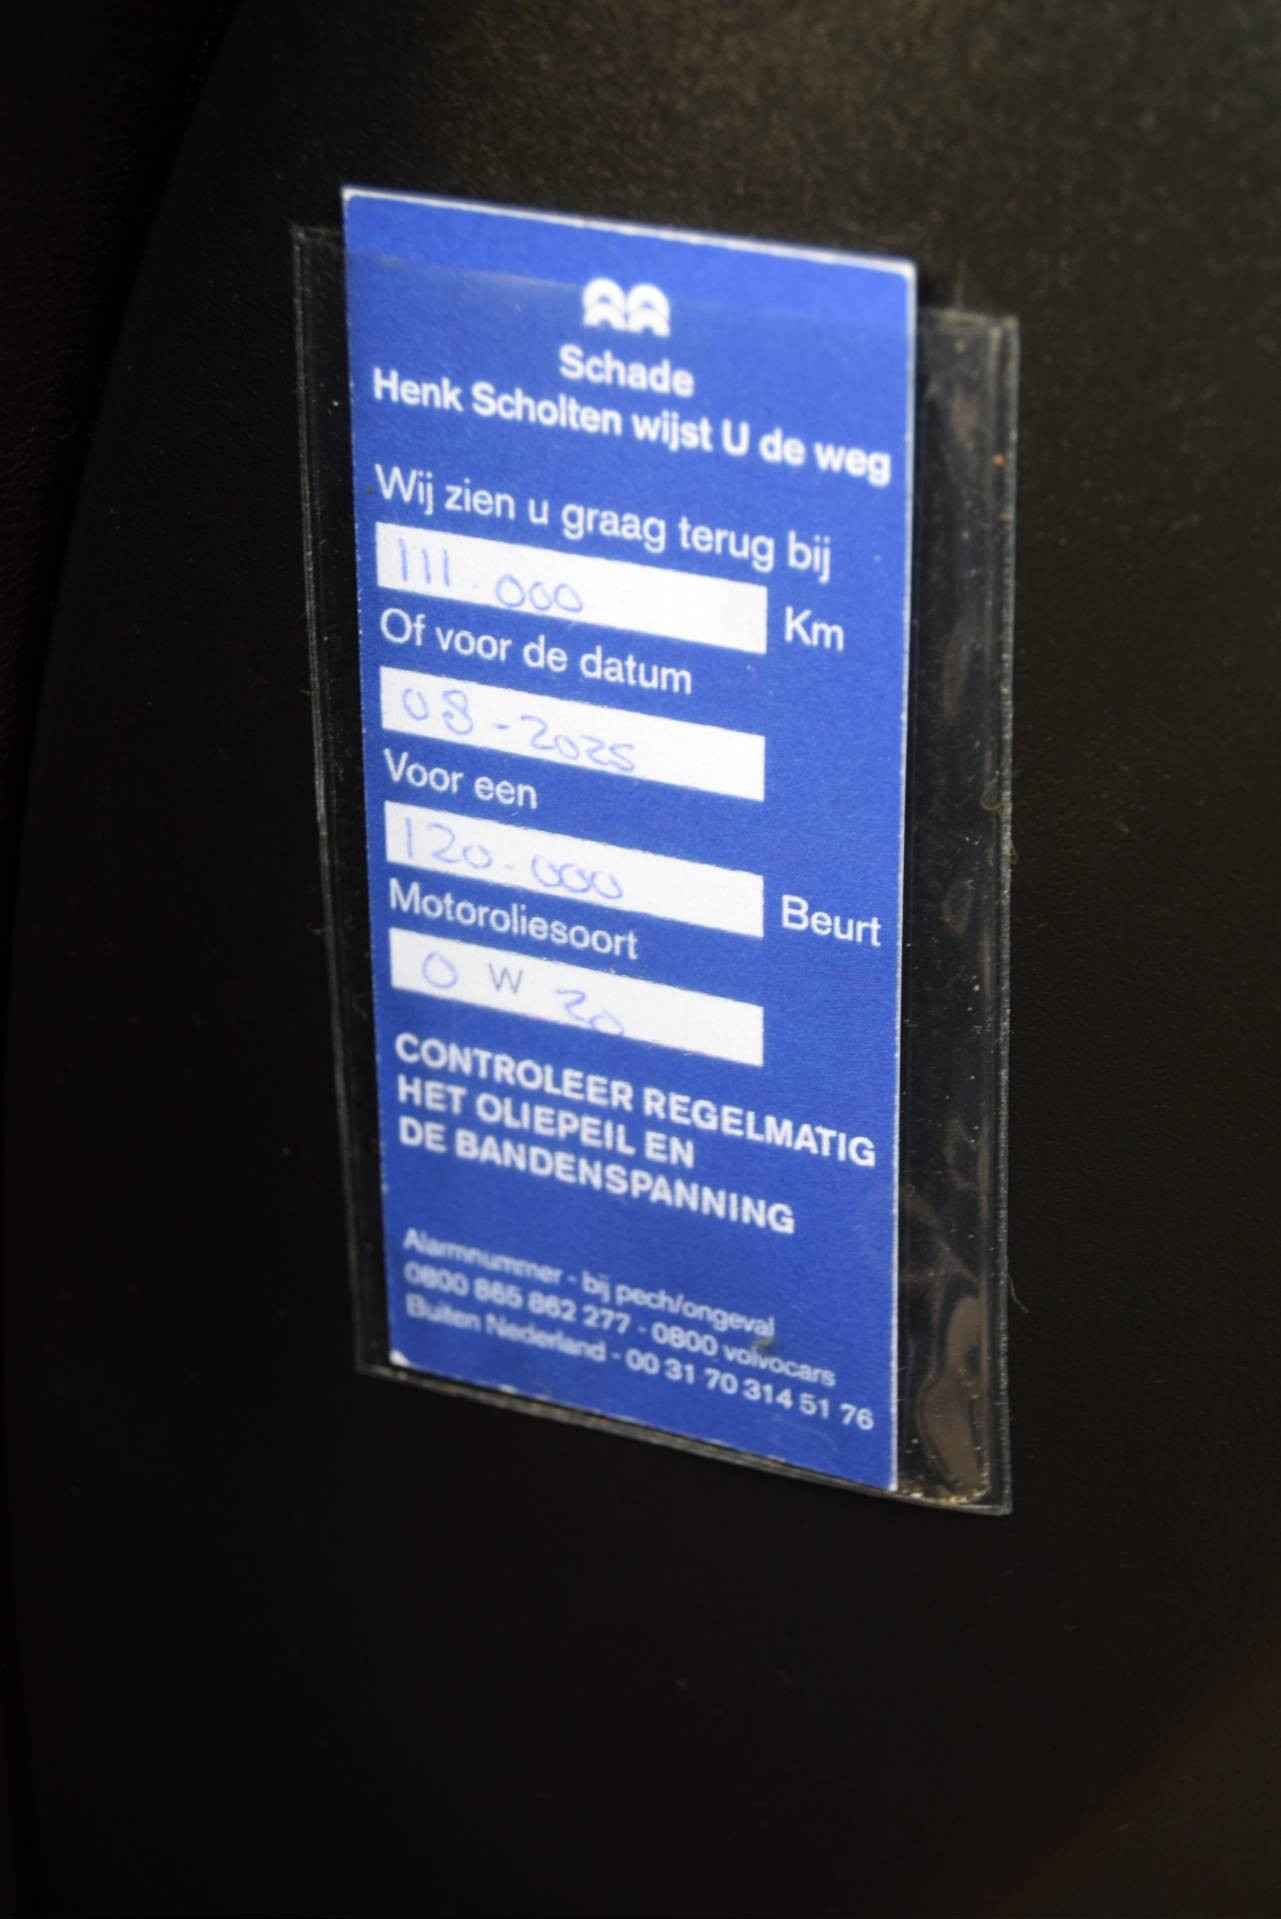 Schade
Henk Scholten wijst U de weg
Wij zien u graag terug bij
111.000 Km
Of voor de datum
08-2025
Voor een
120.000 Beurt
Motoroliesoort
0 W 20
CONTROLEER REGELMATIG
HET OLIEPEIL EN
DE BANDENSPANNING
Alarmnummer - bij pech/ongeval
0800 865 862 277 - 0800 volvocars
Buiten Nederland - 00 31 70 314 51 76